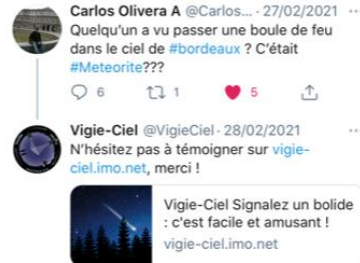 Carlos Olivera A @Carlos... · 27/02/2021
Quelqu'un a vu passer une boule de feu
dans le ciel de #bordeaux ? C'était
#Meteorite???
6 1 5
Vigie-Ciel @VigieCiel · 28/02/2021
N'hésitez pas à témoigner sur vigie-
ciel.imo.net, merci !
Vigie-Ciel Signalez un bolide
: c'est facile et amusant !
vigie-ciel.imo.net